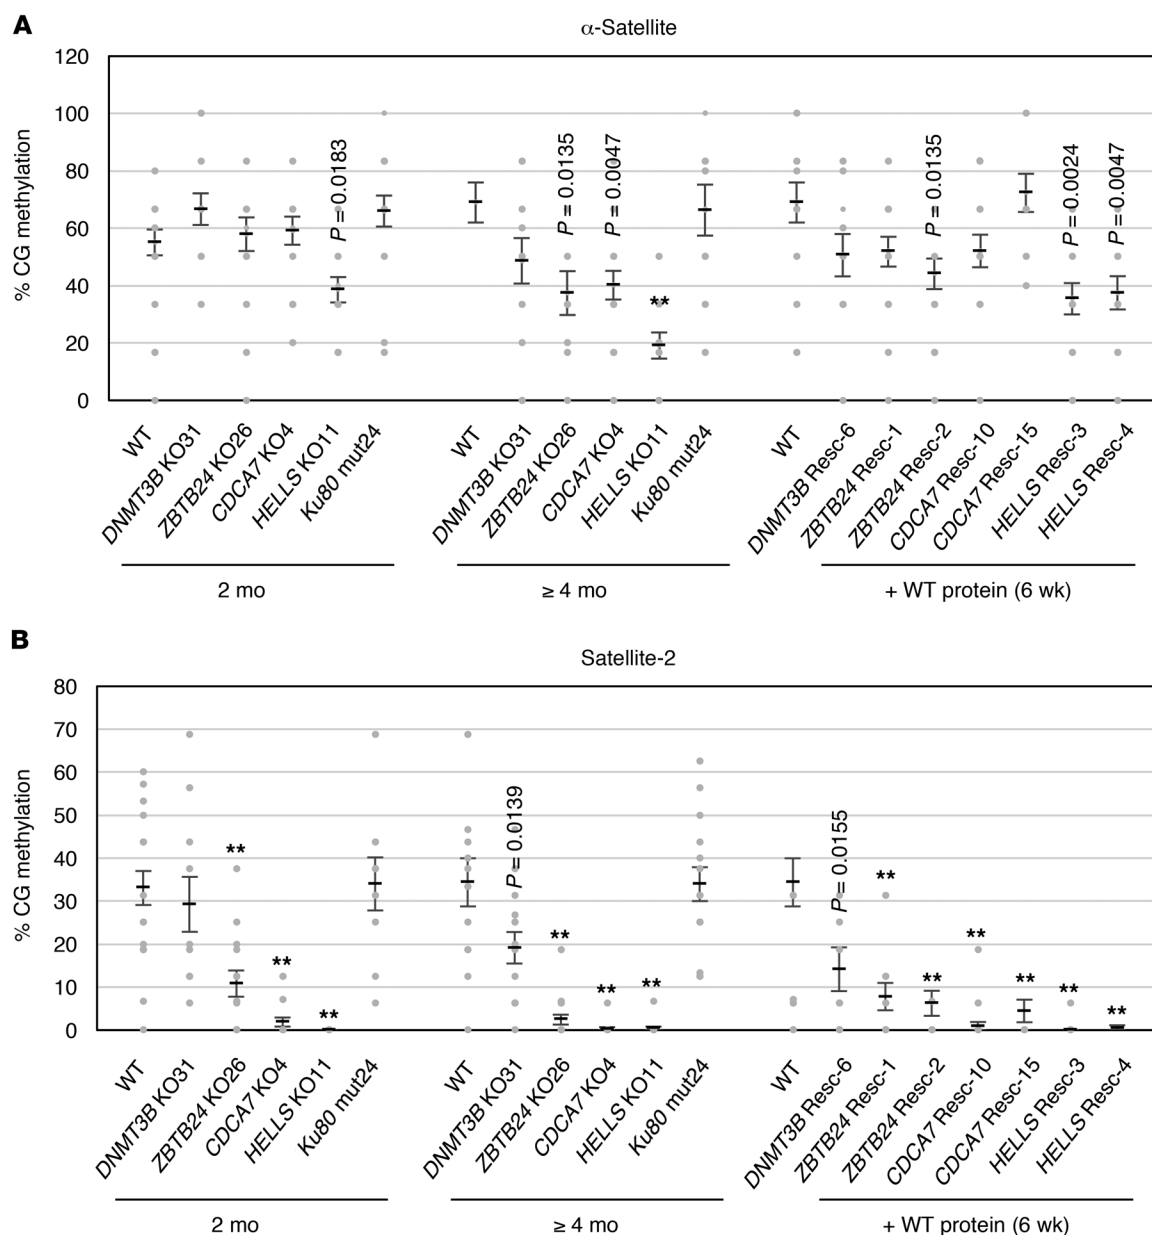 A
α-Satellite
% CG methylation
120
100
80
60
40
20
0
P = 0.0183
P = 0.0135
P = 0.0047
**
P = 0.0135
P = 0.0024
P = 0.0047
WT
DNMT3B KO31
ZBTB24 KO26
CDCA7 KO4
HELLS KO11
Ku80 mut24
WT
DNMT3B KO31
ZBTB24 KO26
CDCA7 KO4
HELLS KO11
Ku80 mut24
WT
DNMT3B Resc-6
ZBTB24 Resc-1
ZBTB24 Resc-2
CDCA7 Resc-10
CDCA7 Resc-15
HELLS Resc-3
HELLS Resc-4
2 mo
≥ 4 mo
+ WT protein (6 wk)
B
Satellite-2
% CG methylation
80
70
60
50
40
30
20
10
0
**
**
**
P = 0.0139
**
**
**
P = 0.0155
**
**
**
**
**
**
WT
DNMT3B KO31
ZBTB24 KO26
CDCA7 KO4
HELLS KO11
Ku80 mut24
WT
DNMT3B KO31
ZBTB24 KO26
CDCA7 KO4
HELLS KO11
Ku80 mut24
WT
DNMT3B Resc-6
ZBTB24 Resc-1
ZBTB24 Resc-2
CDCA7 Resc-10
CDCA7 Resc-15
HELLS Resc-3
HELLS Resc-4
2 mo
≥ 4 mo
+ WT protein (6 wk)